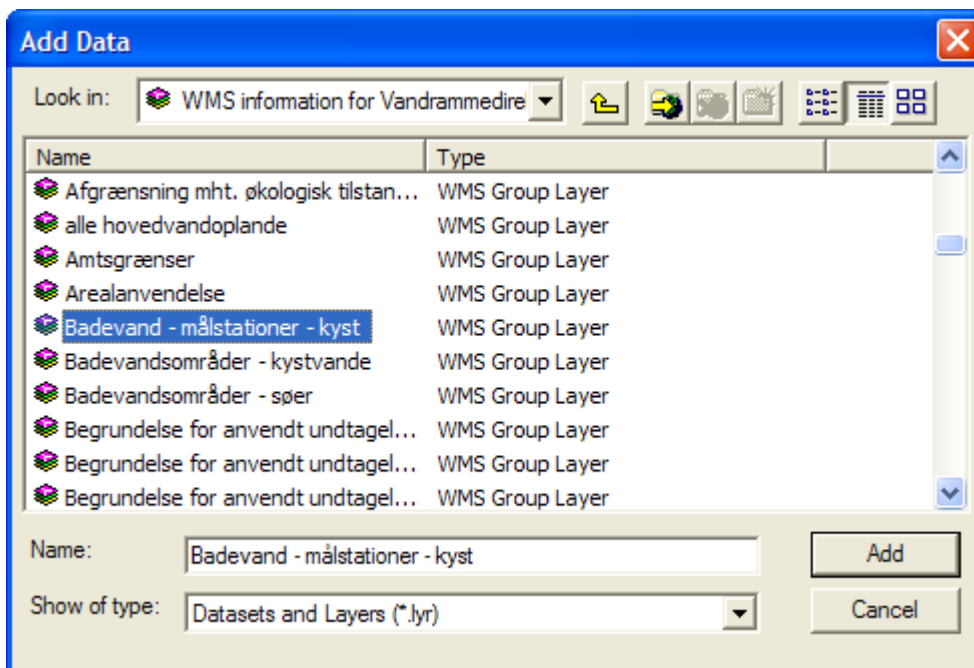 Add Data
Look in: WMS information for Vandrammedire
Name Type
Afgrænsning mht. økologisk tilstan... WMS Group Layer
alle hovedvandoplande WMS Group Layer
Amtsgrænser WMS Group Layer
Arealanvendelse WMS Group Layer
Badevand - målstationer - kyst WMS Group Layer
Badevandsområder - kystvande WMS Group Layer
Badevandsområder - søer WMS Group Layer
Begrundelse for anvendt undtagel... WMS Group Layer
Begrundelse for anvendt undtagel... WMS Group Layer
Begrundelse for anvendt undtagel... WMS Group Layer
Name: Badevand - målstationer - kyst Add
Show of type: Datasets and Layers (*.lyr) Cancel